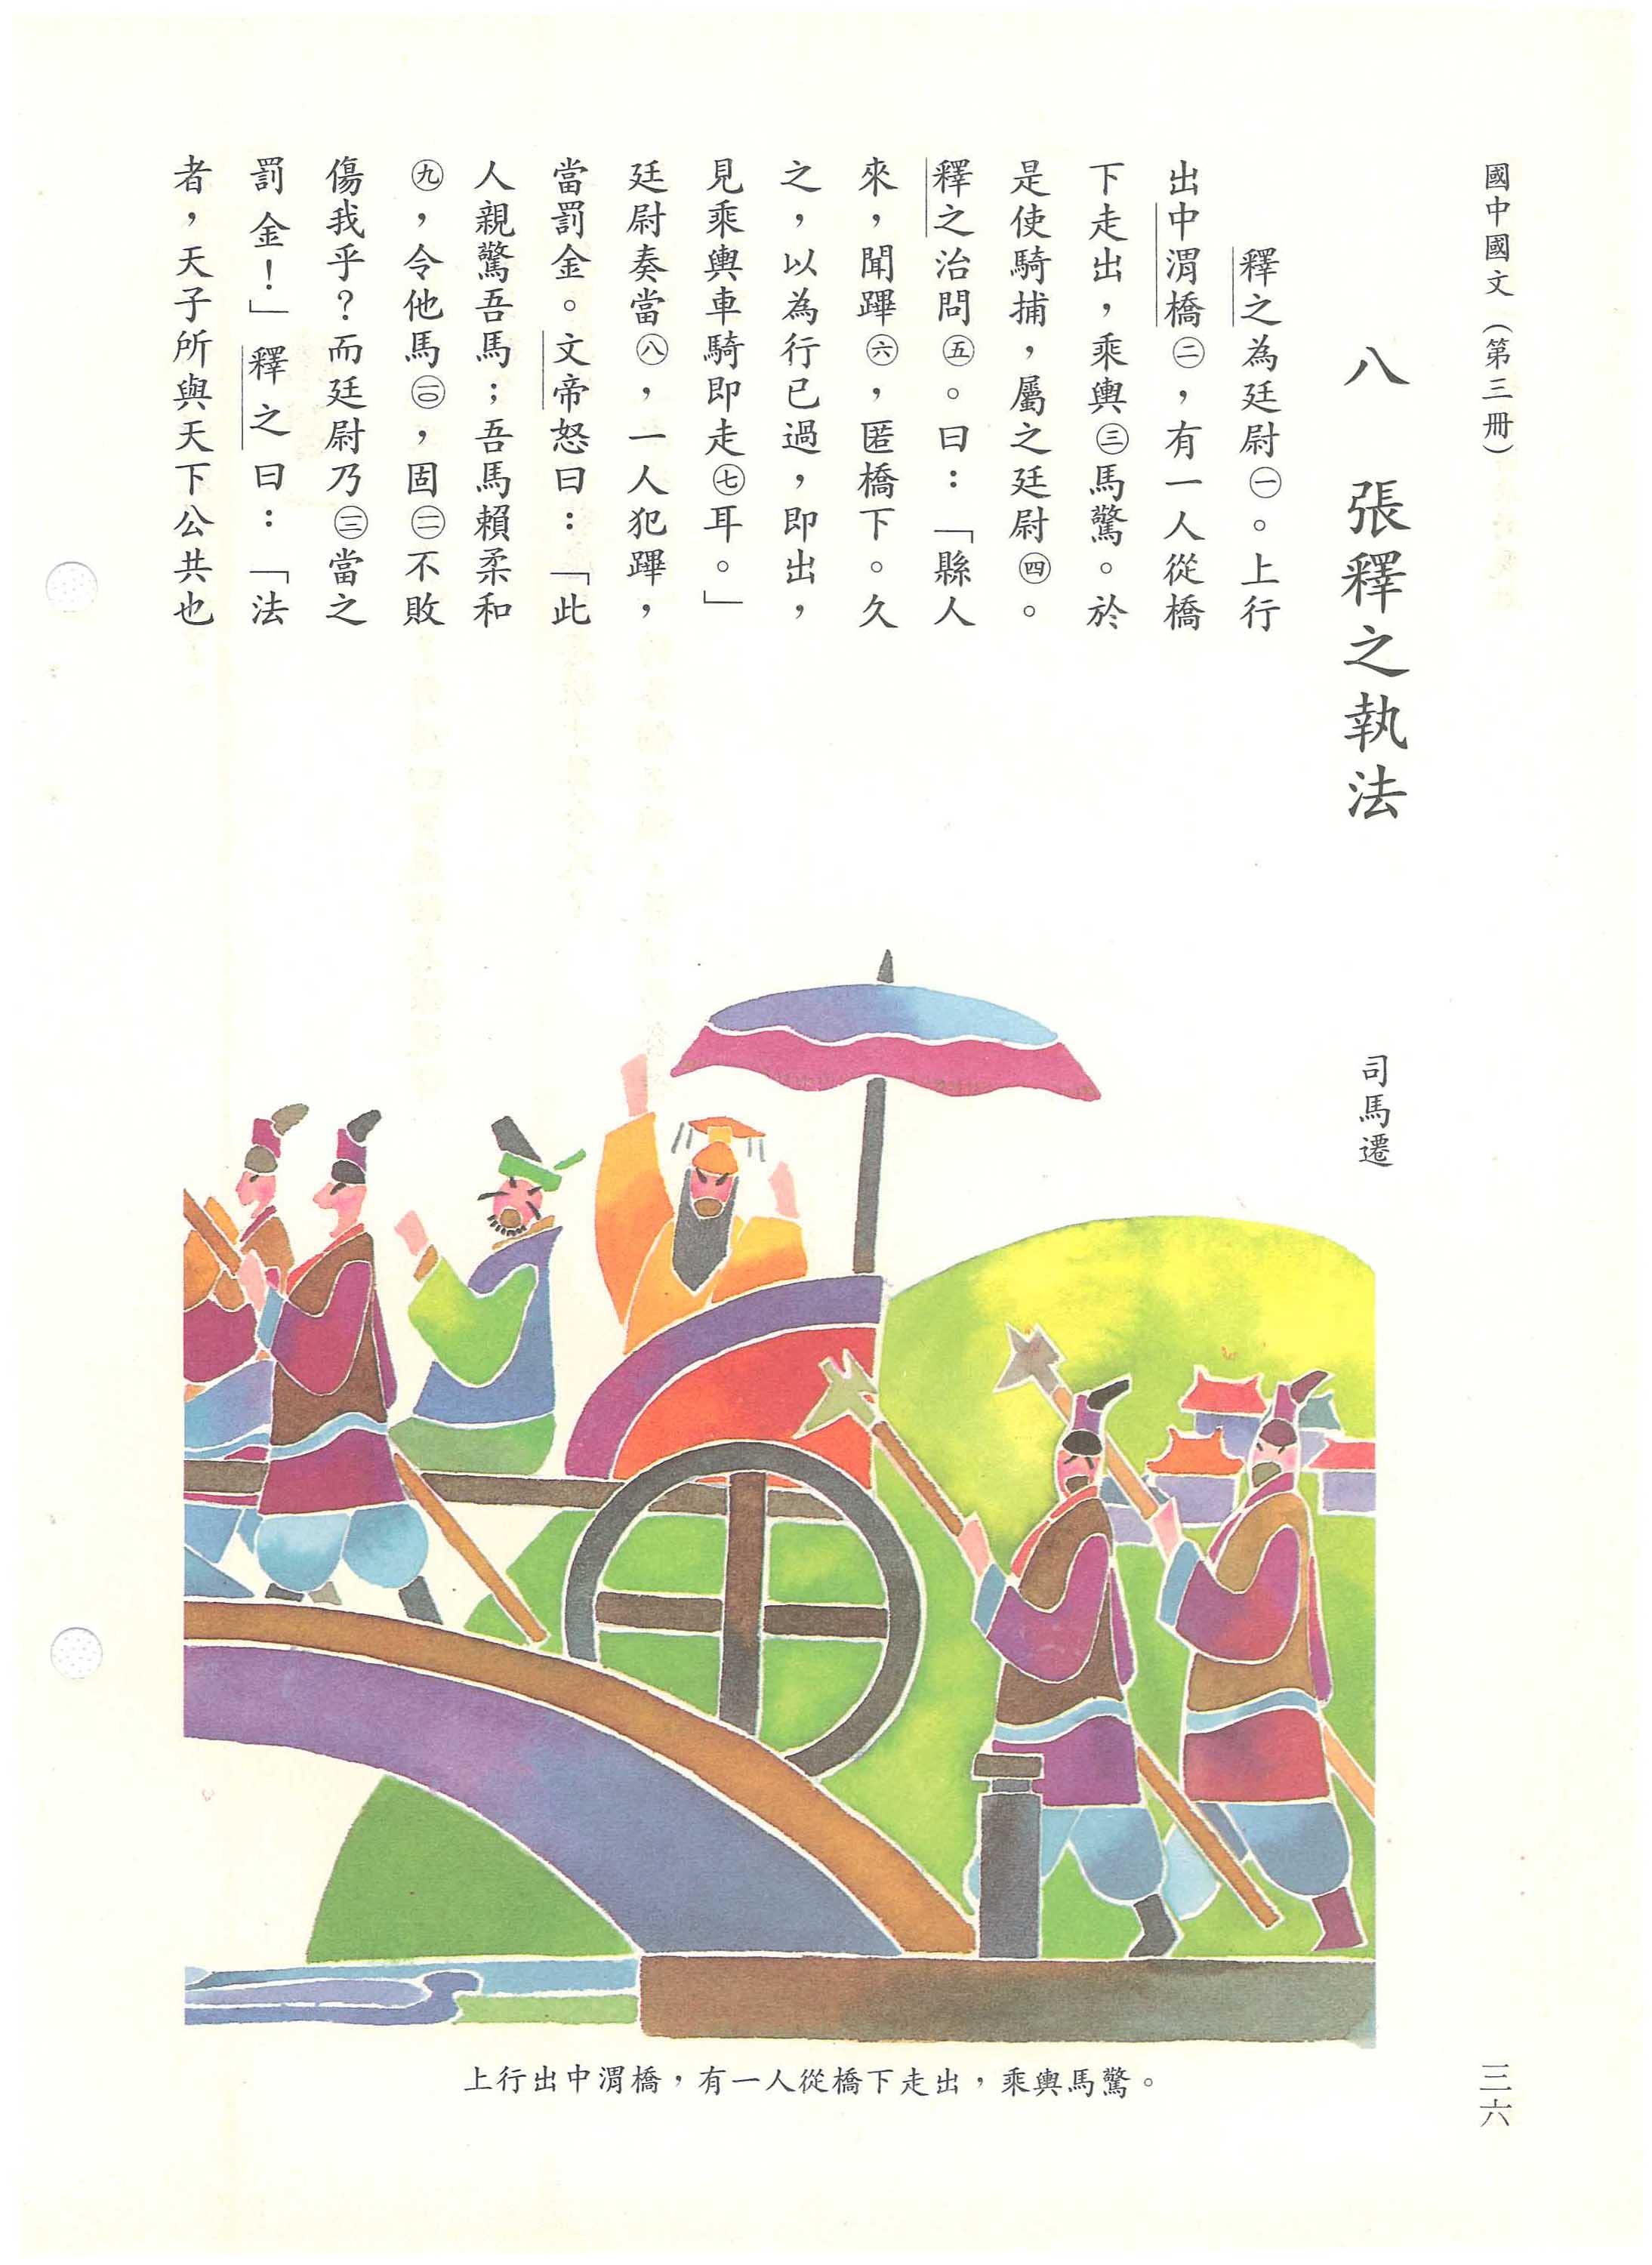 國中國文（第三冊）
三六
八　張釋之執法
司馬遷
釋之為廷尉㊀。上行
出中渭橋㊁，有一人從橋
下走出，乘輿㊂馬驚。於
是使騎捕，屬之廷尉㊃。
釋之治問㊄。曰：「縣人
來，聞蹕㊅，匿橋下。久
之，以為行已過，即出，
見乘輿車騎即走㊆耳。」
廷尉奏當㊇，一人犯蹕，
當罰金。文帝怒曰：「此
人親驚吾馬；吾馬賴柔和
㊈，令他馬(一〇)，固(一一)不敗
傷我乎？而廷尉乃(一二)當之
罰金！」釋之曰：「法
者，天子所與天下公共也
上行出中渭橋，有一人從橋下走出，乘輿馬驚。